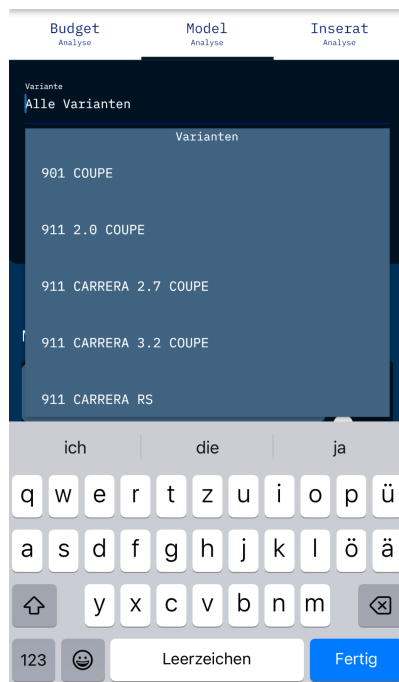 Budget Model Inserat
Analyse Analyse Analyse
Variante
Alle Varianten
Varianten
901 COUPE
911 2.0 COUPE
911 CARRERA 2.7 COUPE
911 CARRERA 3.2 COUPE
911 CARRERA RS
ich die ja
q w e r t z u i o p ü
a s d f g h j k l ö ä
y x c v b n m
123 Leerzeichen Fertig